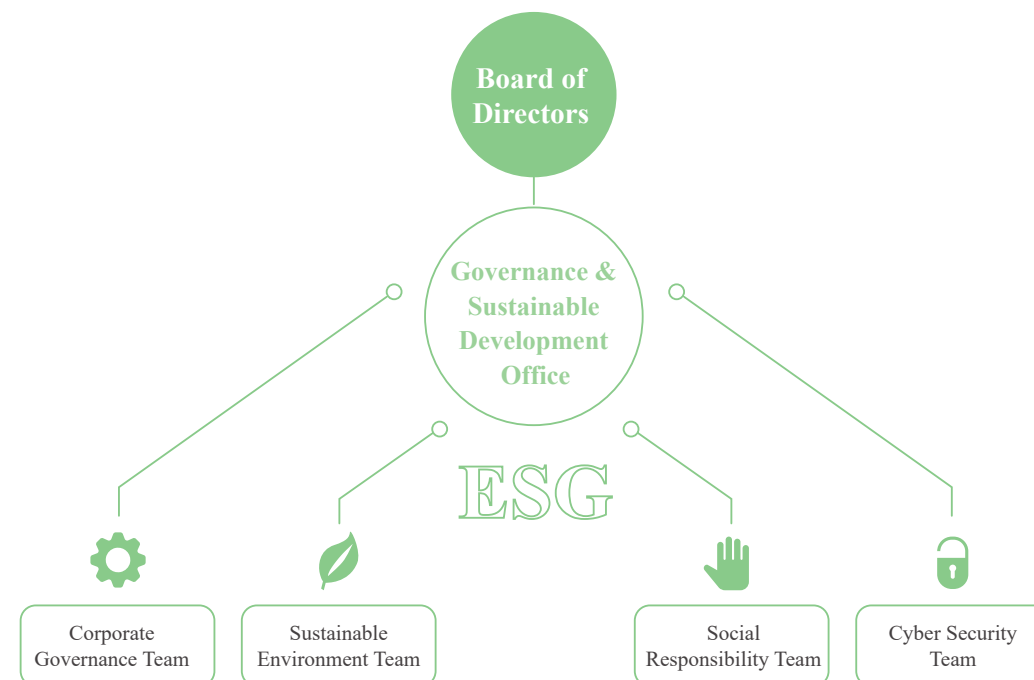 Board of
Directors
Governance &
Sustainable
Development
Office
ESG
Corporate
Governance Team
Sustainable
Environment Team
Social
Responsibility Team
Cyber Security
Team